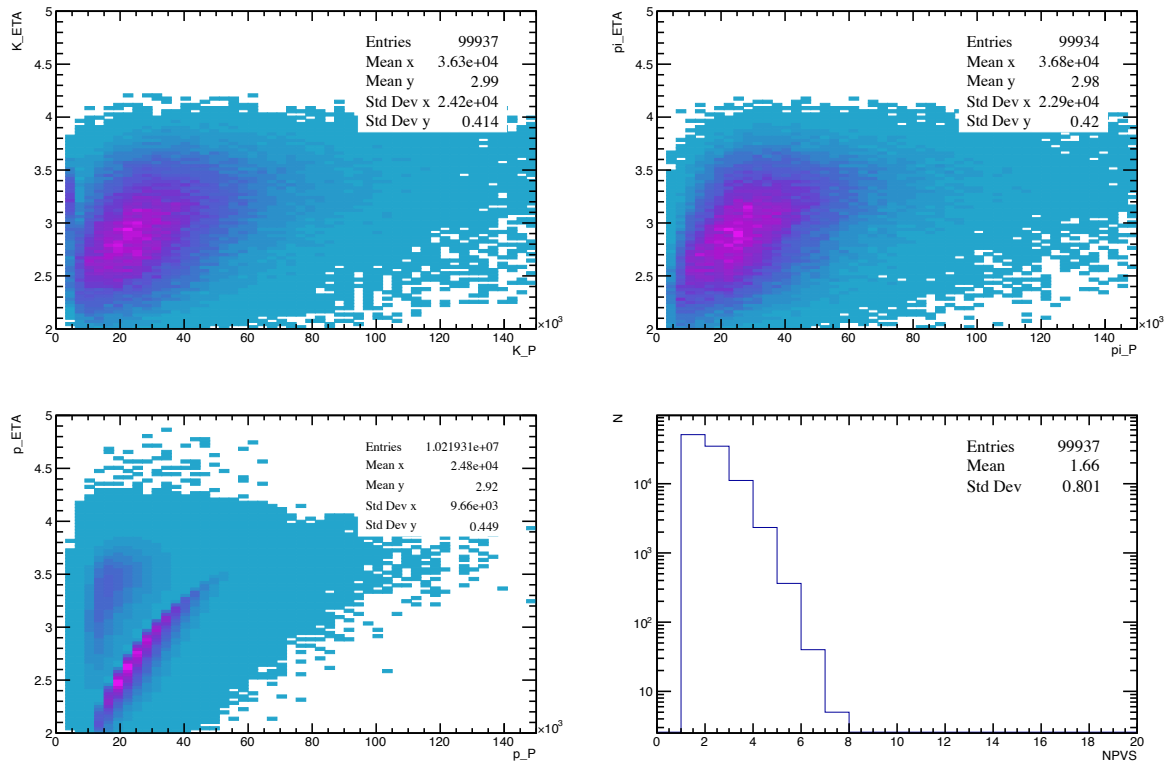 K_ETA
5
4.5
4
3.5
3
2.5
2
Entries 99937
Mean x 3.63e+04
Mean y 2.99
Std Dev x 2.42e+04
Std Dev y 0.414
0 20 40 60 80 100 120 140
×10³
K_P
pi_ETA
5
4.5
4
3.5
3
2.5
2
Entries 99934
Mean x 3.68e+04
Mean y 2.98
Std Dev x 2.29e+04
Std Dev y 0.42
0 20 40 60 80 100 120 140
×10³
pi_P
p_ETA
5
4.5
4
3.5
3
2.5
2
Entries 1.021931e+07
Mean x 2.48e+04
Mean y 2.92
Std Dev x 9.66e+03
Std Dev y 0.449
0 20 40 60 80 100 120 140
×10³
p_P
N
10⁴
10³
10²
10
Entries 99937
Mean 1.66
Std Dev 0.801
0 2 4 6 8 10 12 14 16 18 20
NPVS